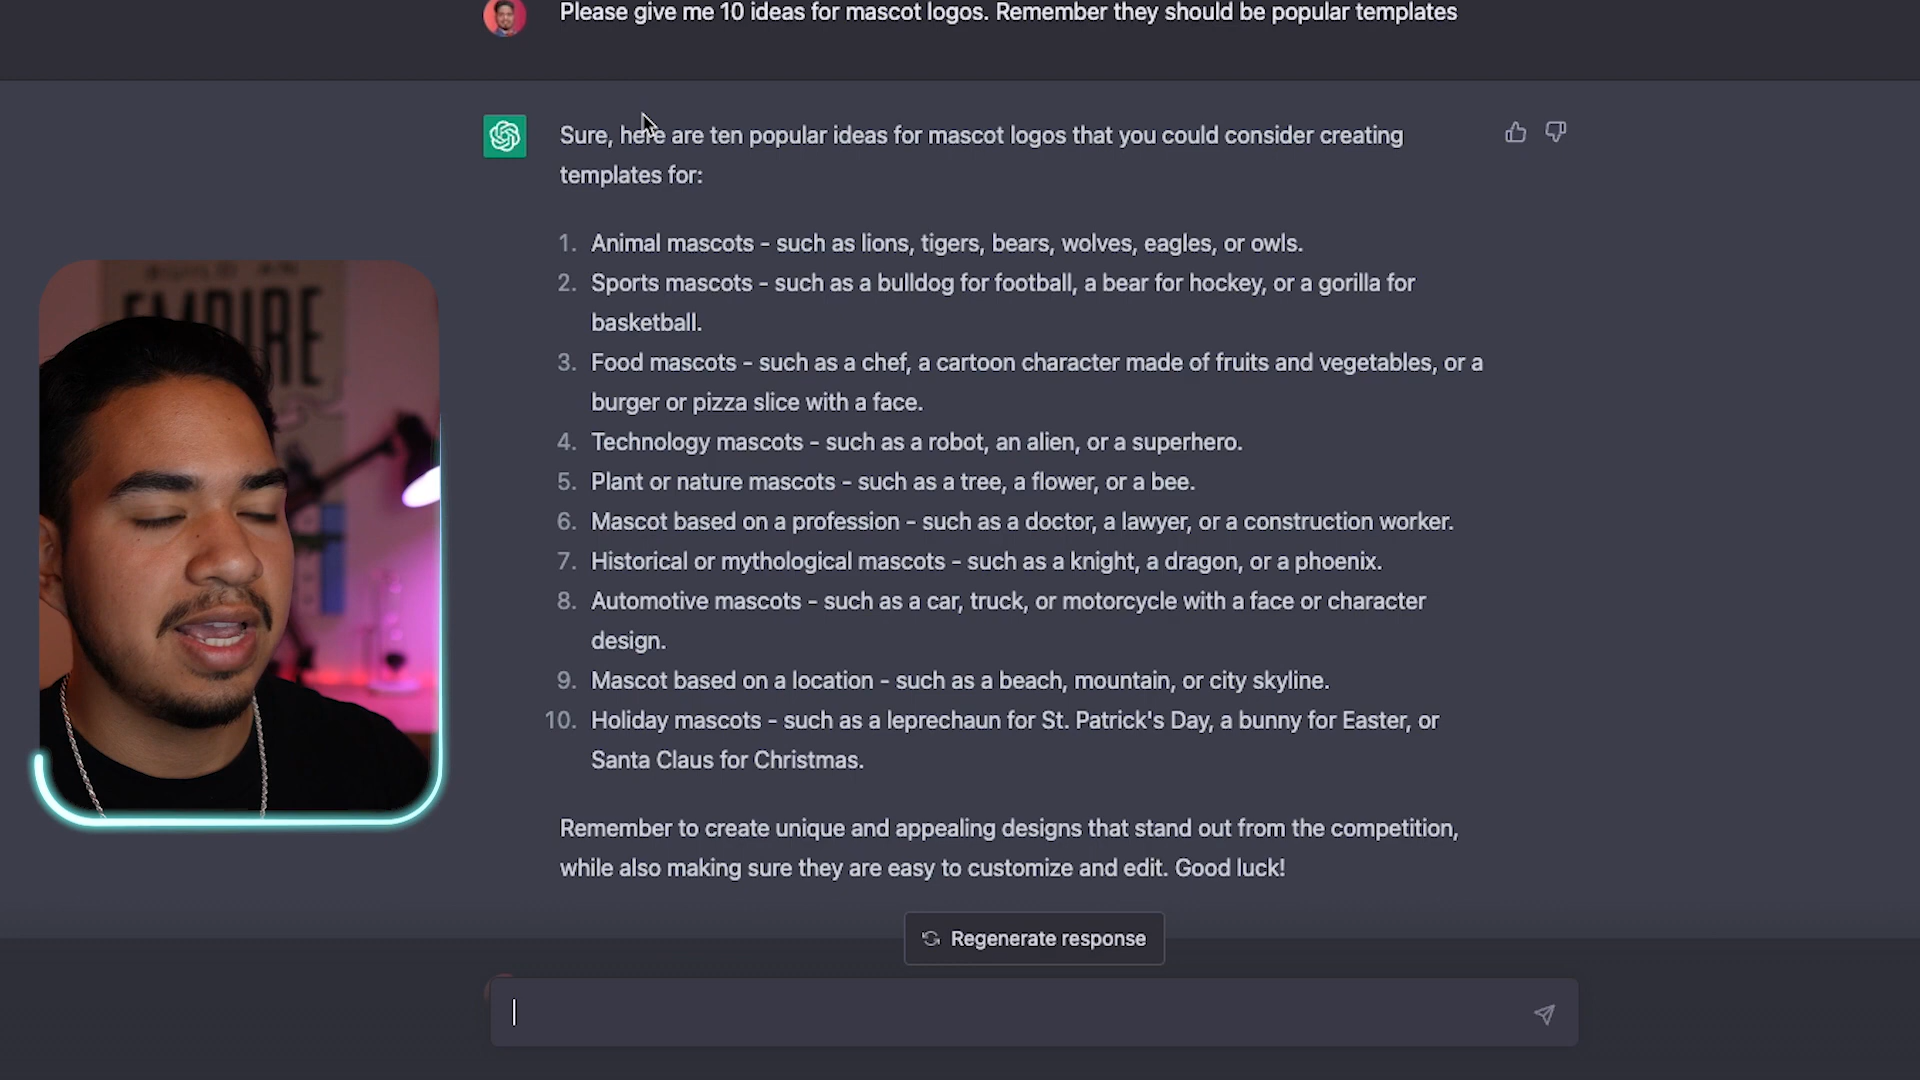 Please give me 10 ideas for mascot logos. Remember they should be popular templates
Sure, here are ten popular ideas for mascot logos that you could consider creating
templates for:
1. Animal mascots - such as lions, tigers, bears, wolves, eagles, or owls.
2. Sports mascots - such as a bulldog for football, a bear for hockey, or a gorilla for
basketball.
3. Food mascots - such as a chef, a cartoon character made of fruits and vegetables, or a
burger or pizza slice with a face.
4. Technology mascots - such as a robot, an alien, or a superhero.
5. Plant or nature mascots - such as a tree, a flower, or a bee.
6. Mascot based on a profession - such as a doctor, a lawyer, or a construction worker.
7. Historical or mythological mascots - such as a knight, a dragon, or a phoenix.
8. Automotive mascots - such as a car, truck, or motorcycle with a face or character
design.
9. Mascot based on a location - such as a beach, mountain, or city skyline.
10. Holiday mascots - such as a leprechaun for St. Patrick's Day, a bunny for Easter, or
Santa Claus for Christmas.
Remember to create unique and appealing designs that stand out from the competition,
while also making sure they are easy to customize and edit. Good luck!
Regenerate response
BUILD AN
EMPIRE